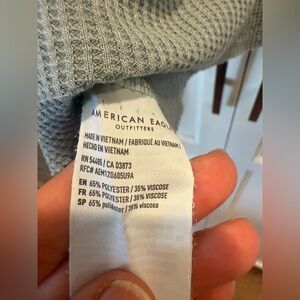 AMERICAN EAGLE
OUTFITTERS
MADE IN VIETNAM / FABRIQUÉ AU VIETNAM /
HECHO EN VIETNAM
RN 54485 / CA 03873
RFC# AEM120605U9A
EN 65% POLYESTER / 35% VISCOSE
FR 65% POLYESTER / 35% VISCOSE
SP 65% poliéster / 35% viscosa